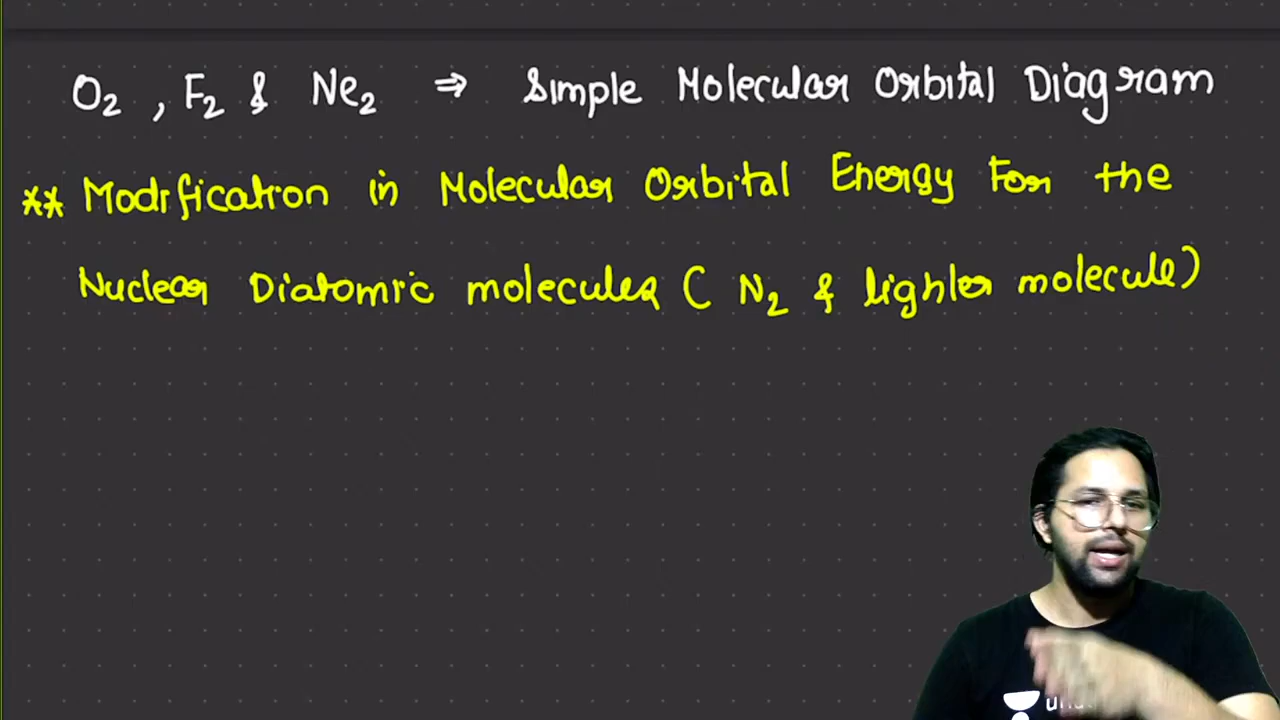 O2 , F2 & Ne2 ⇒ Simple Molecular Orbital Diagram
** Modification in Molecular Orbital Energy For the
Nuclear Diatomic molecules ( N2 & lighter molecule)